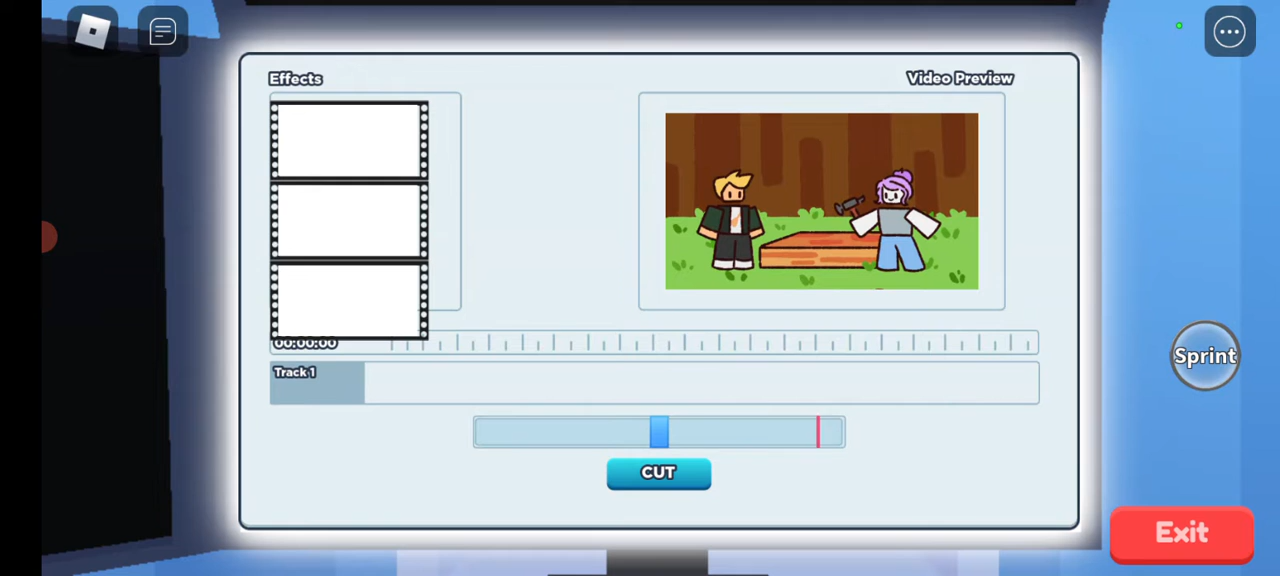 Effects
Video Preview
00:00:00
Track 1
CUT
Sprint
Exit